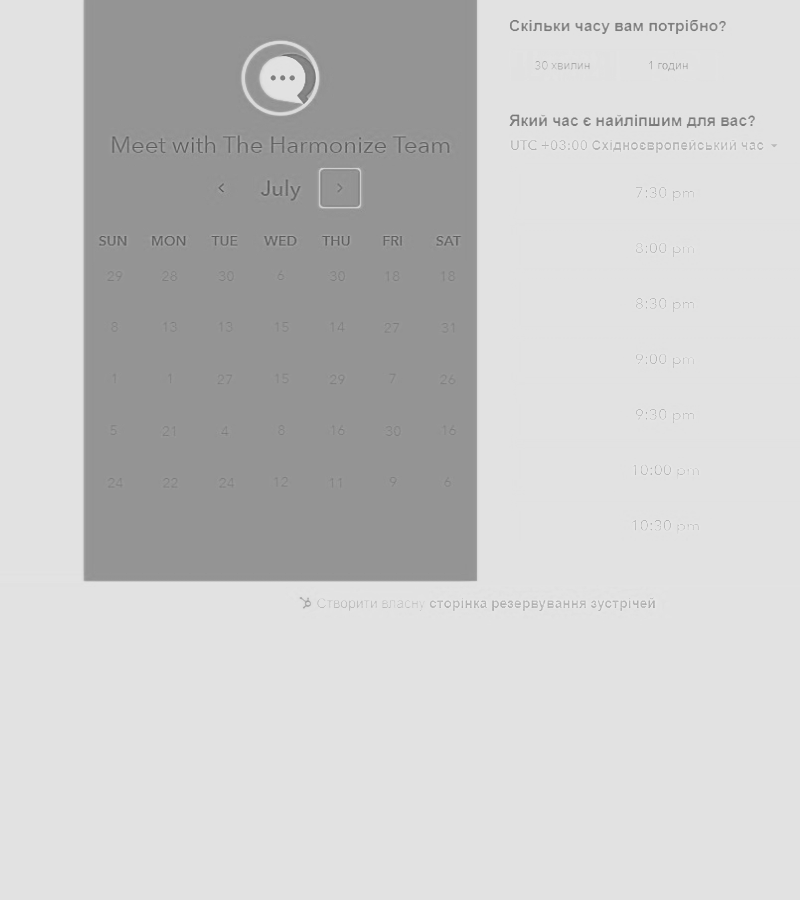 Meet with The Harmonize Team
July
SUN MON TUE WED THU FRI SAT
29 28 30 6 30 18 18
8 13 13 15 14 27 31
1 1 27 15 29 7 26
5 21 4 8 16 30 16
24 22 24 12 11 9 6
Скільки часу вам потрібно?
30 хвилин 1 годин
Який час є найліпшим для вас?
UTC +03:00 Східноєвропейський час
7:30 pm
8:00 pm
8:30 pm
9:00 pm
9:30 pm
10:00 pm
10:30 pm
Створити власну сторінка резервування зустрічей